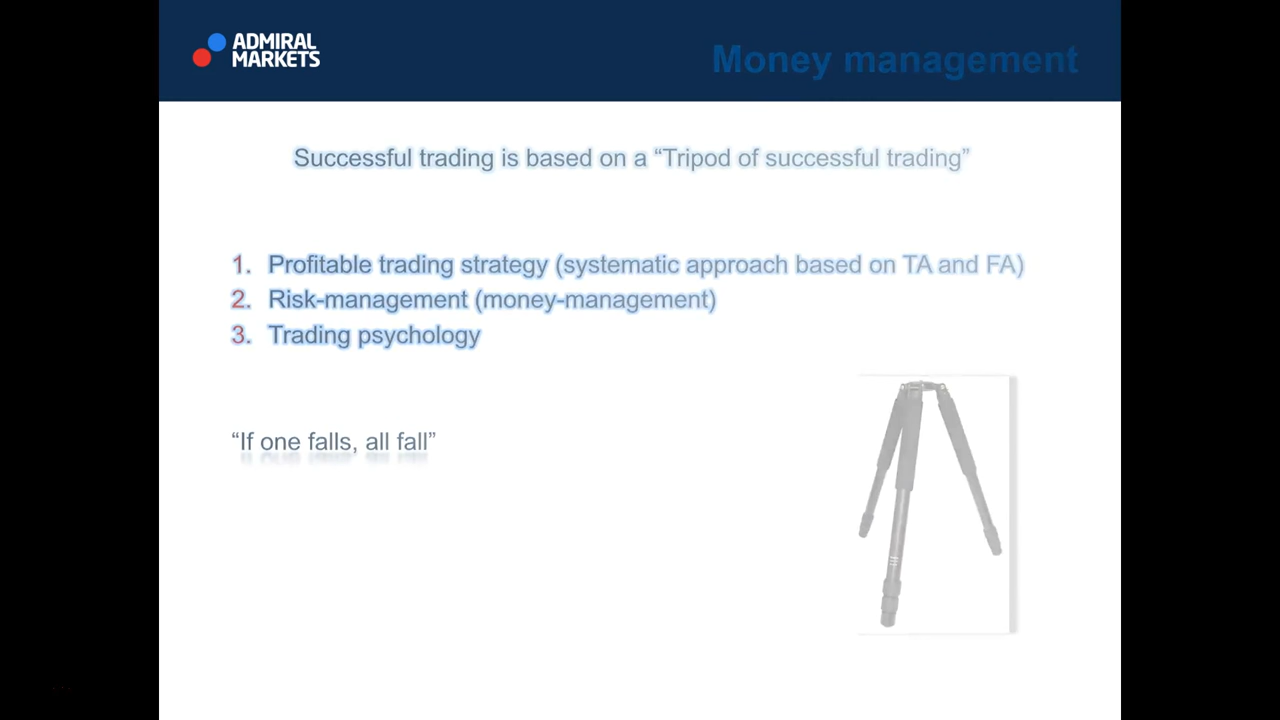 ADMIRAL
MARKETS
Money management
Successful trading is based on a “Tripod of successful trading”
1. Profitable trading strategy (systematic approach based on TA and FA)
2. Risk-management (money-management)
3. Trading psychology
“If one falls, all fall”